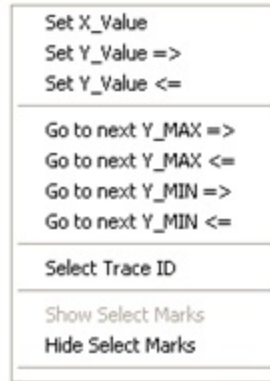 Set X_Value
Set Y_Value =>
Set Y_Value <=
Go to next Y_MAX =>
Go to next Y_MAX <=
Go to next Y_MIN =>
Go to next Y_MIN <=
Select Trace ID
Show Select Marks
Hide Select Marks